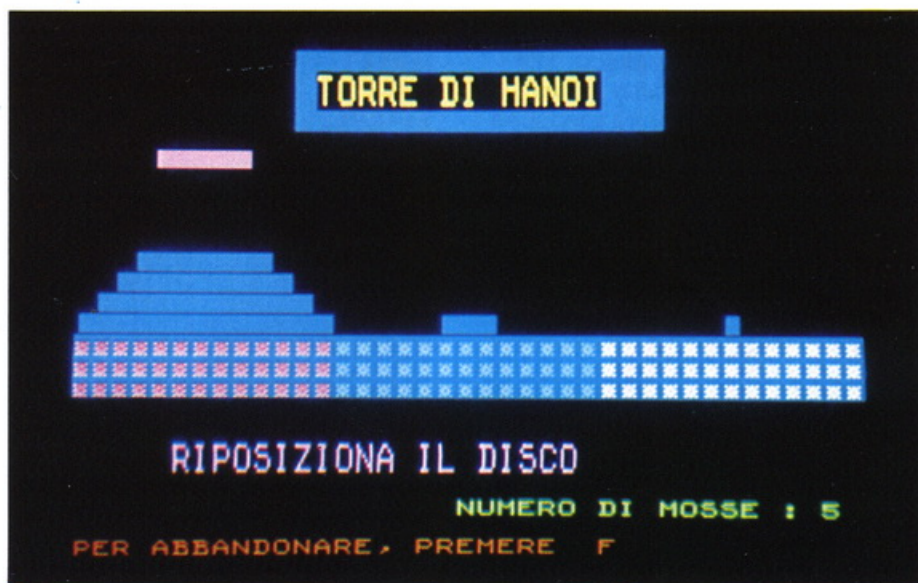 TORRE DI HANOI
RIPOSIZIONA IL DISCO
NUMERO DI MOSSE : 5
PER ABBANDONARE, PREMERE F